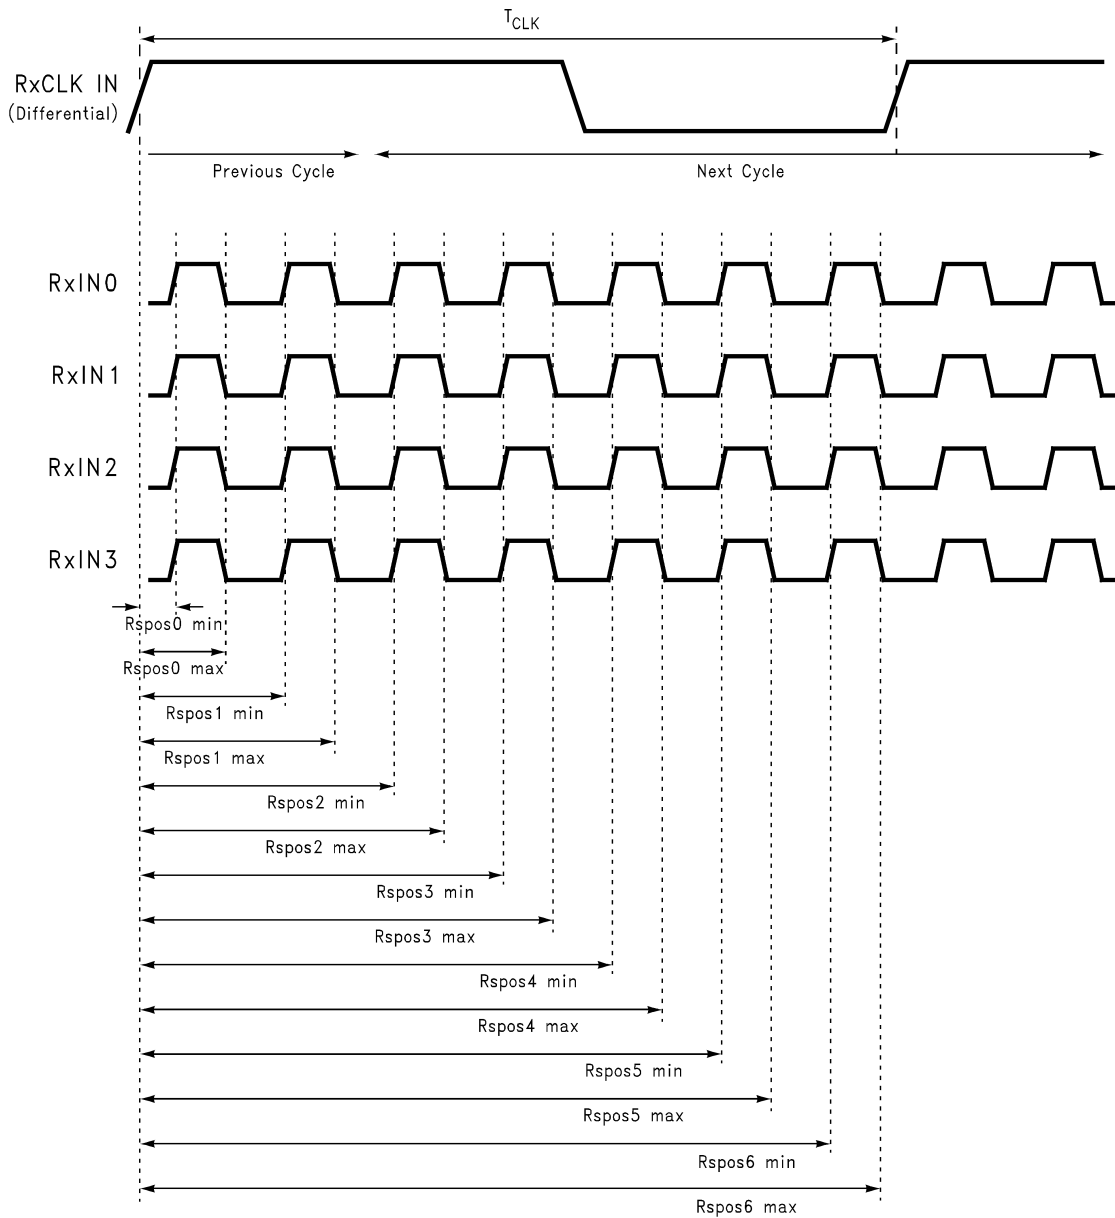 TCLK
RxCLK IN
(Differential)
Previous Cycle
Next Cycle
RxIN0
RxIN1
RxIN2
RxIN3
Rspos0 min
Rspos0 max
Rspos1 min
Rspos1 max
Rspos2 min
Rspos2 max
Rspos3 min
Rspos3 max
Rspos4 min
Rspos4 max
Rspos5 min
Rspos5 max
Rspos6 min
Rspos6 max